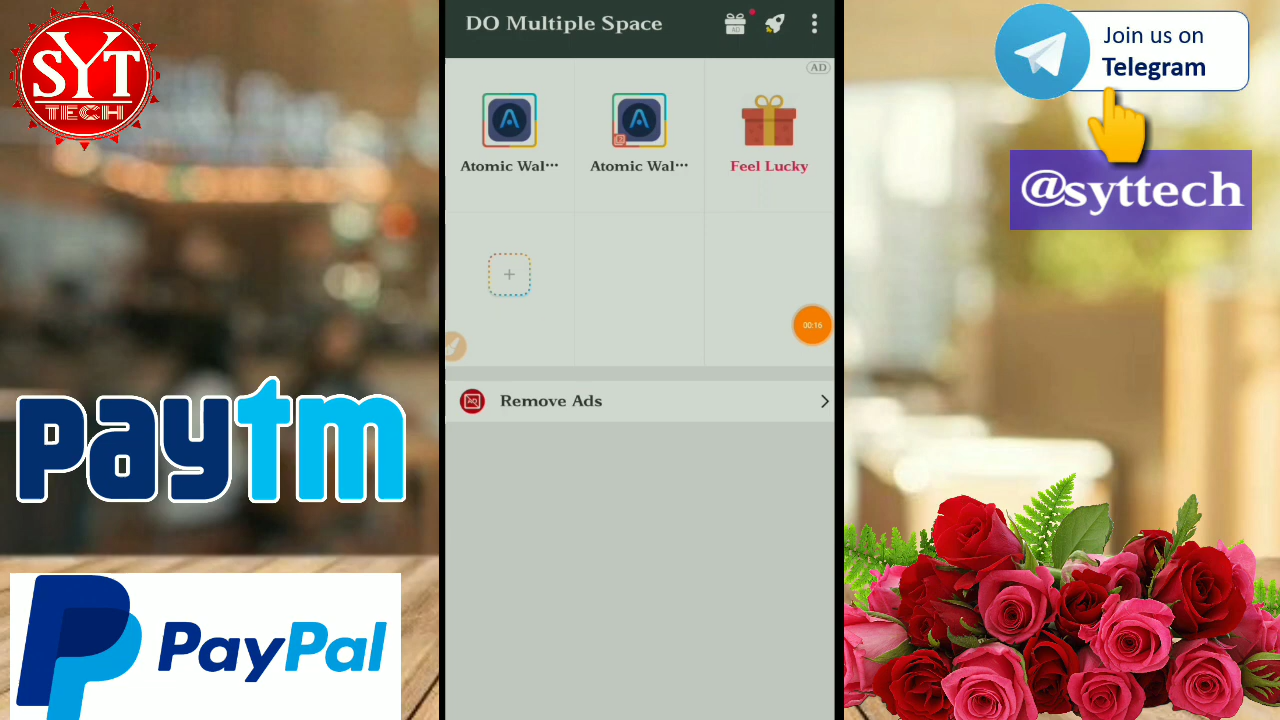 SYT
TECH
DO Multiple Space
AD
AD
Atomic Wal···
Atomic Wal···
Feel Lucky
+
00:16
AD
Remove Ads
Join us on
Telegram
@syttech
paytm
P PayPal